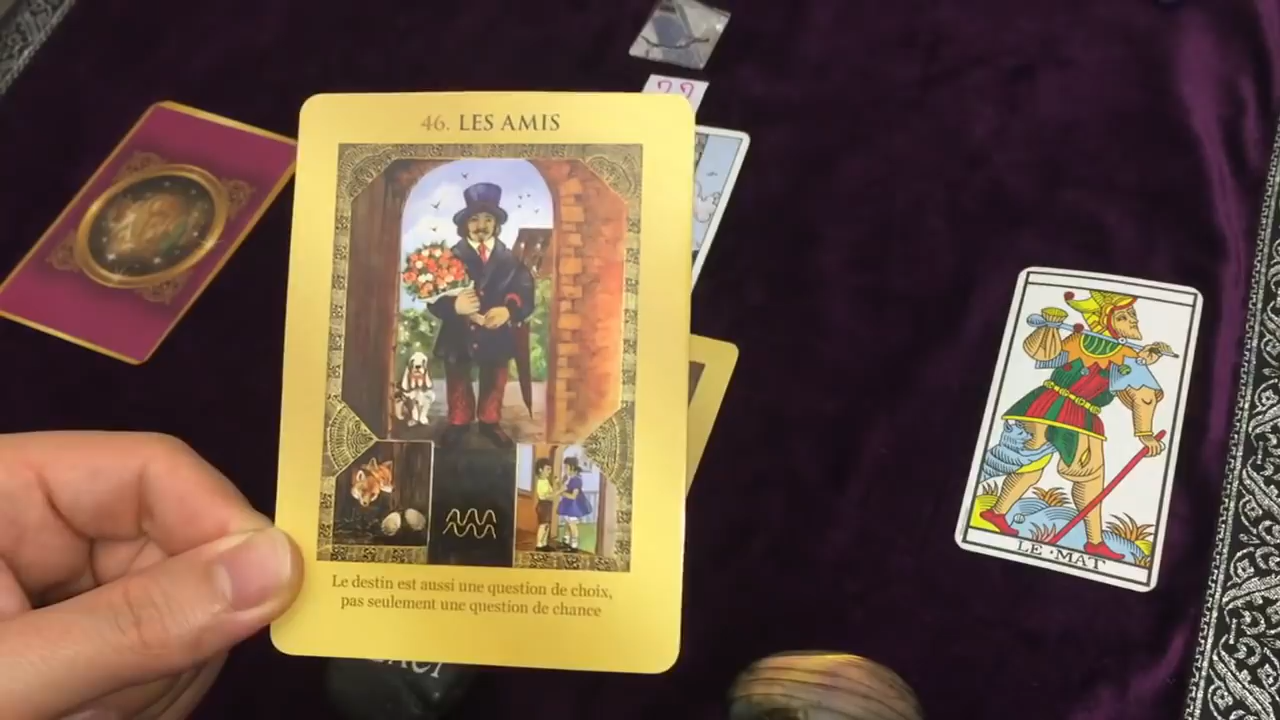 22
46. LES AMIS
Le destin est aussi une question de choix,
pas seulement une question de chance
LE·MAT